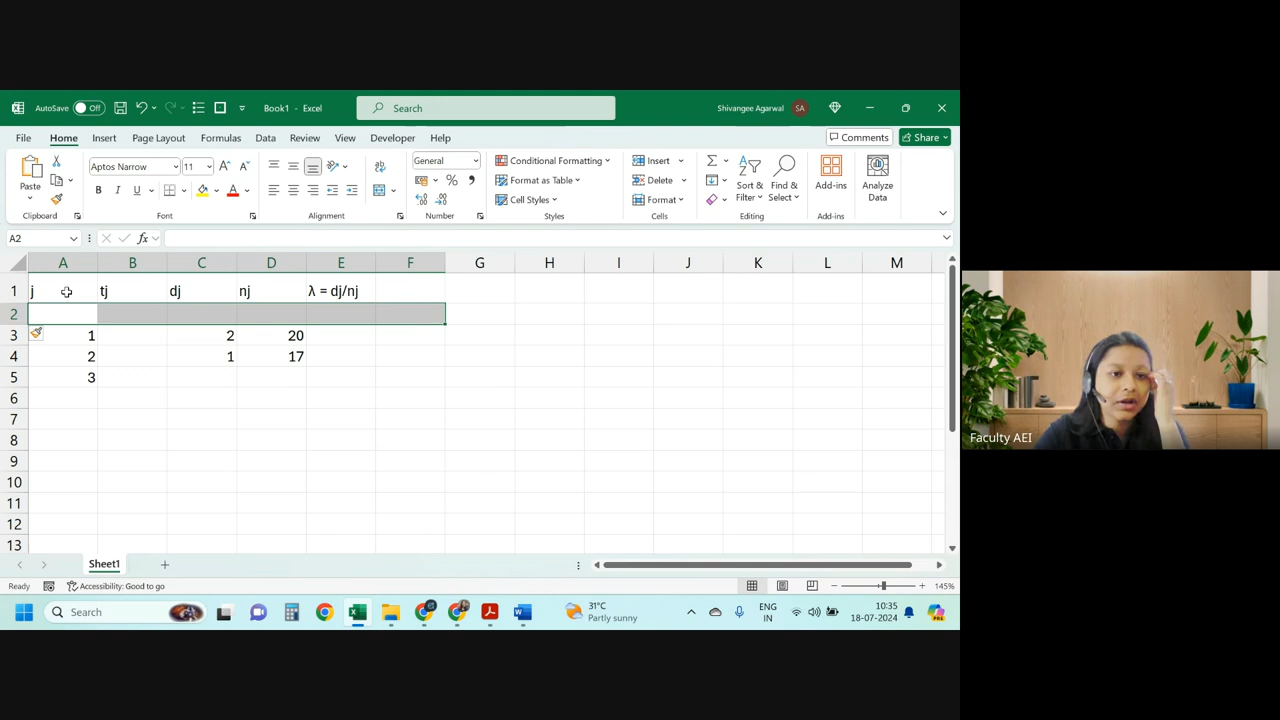 AutoSave Off Book1 - Excel Search Shivangee Agarwal SA
File Home Insert Page Layout Formulas Data Review View Developer Help Comments Share
Paste Aptos Narrow 11 A^ A˅ B I U A General % 9 Conditional Formatting Format as Table Cell Styles Insert Delete Format Sort & Filter Find & Select Add-ins Analyze Data
Clipboard Font Alignment Number Styles Cells Editing Add-ins
A2 fx
A B C D E F G H I J K L M
1 j tj dj nj λ = dj/nj
2
3 1 2 20
4 2 1 17
5 3
6
7
8
9
10
11
12
13
Faculty AEI
Sheet1
Ready Accessibility: Good to go 145%
Search 31°C Partly sunny ENG IN 10:35 18-07-2024